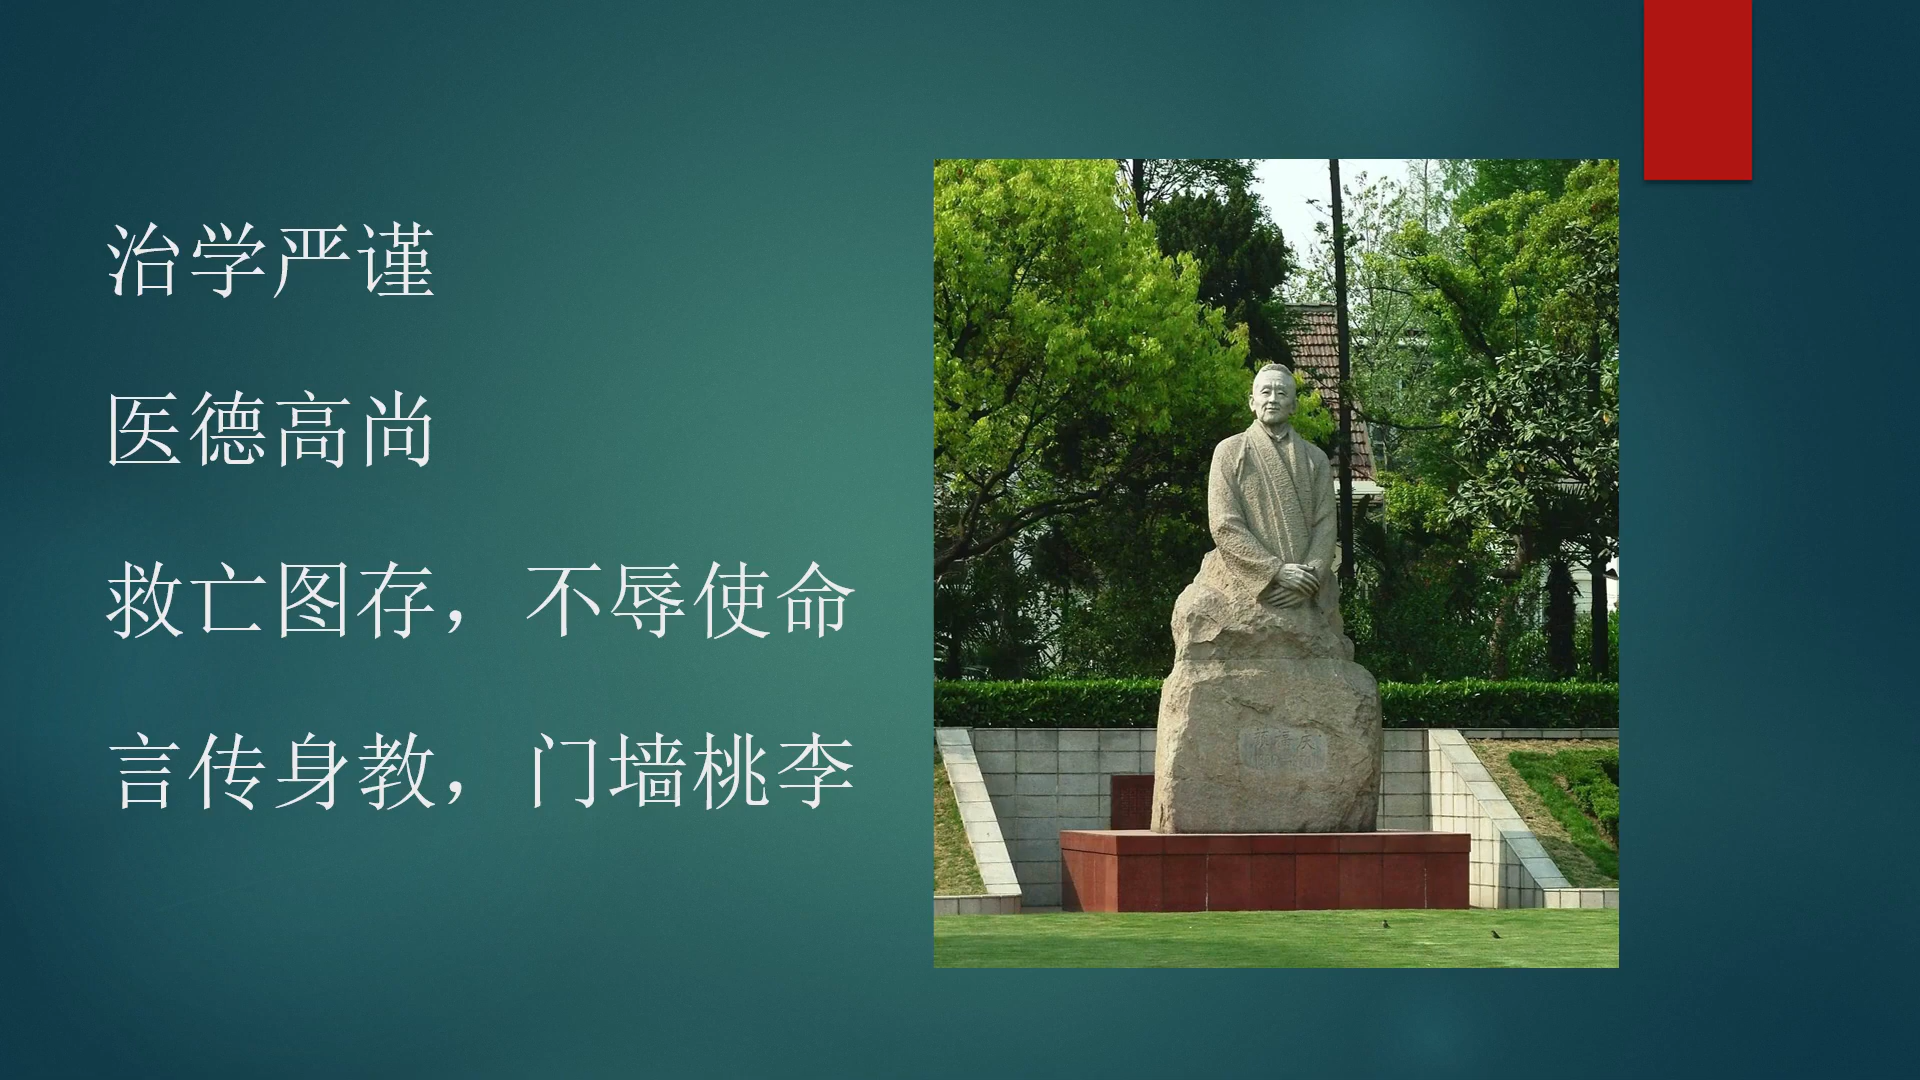 治学严谨
医德高尚
救亡图存，不辱使命
言传身教，门墙桃李